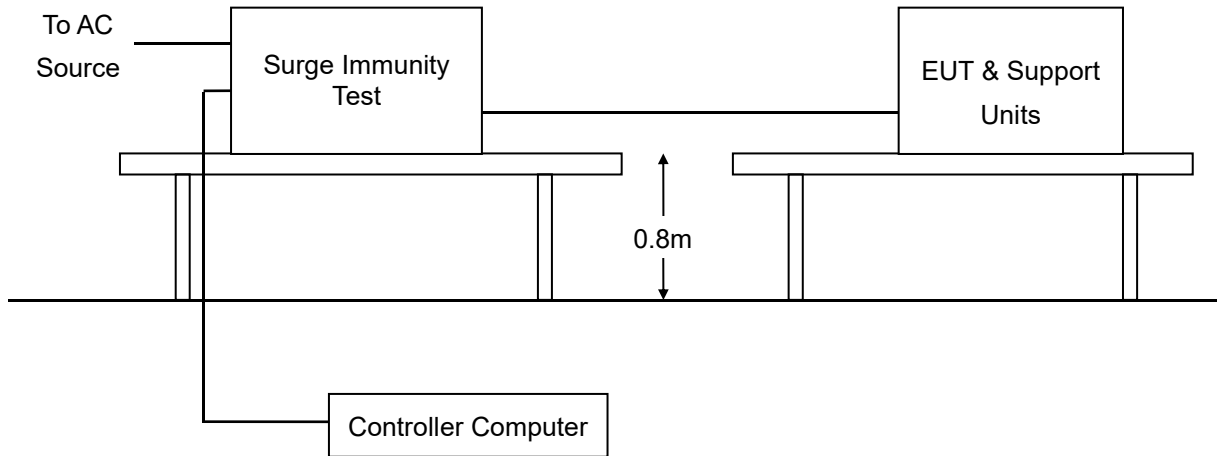 To AC
Source
Surge Immunity
Test
EUT & Support
Units
0.8m
Controller Computer